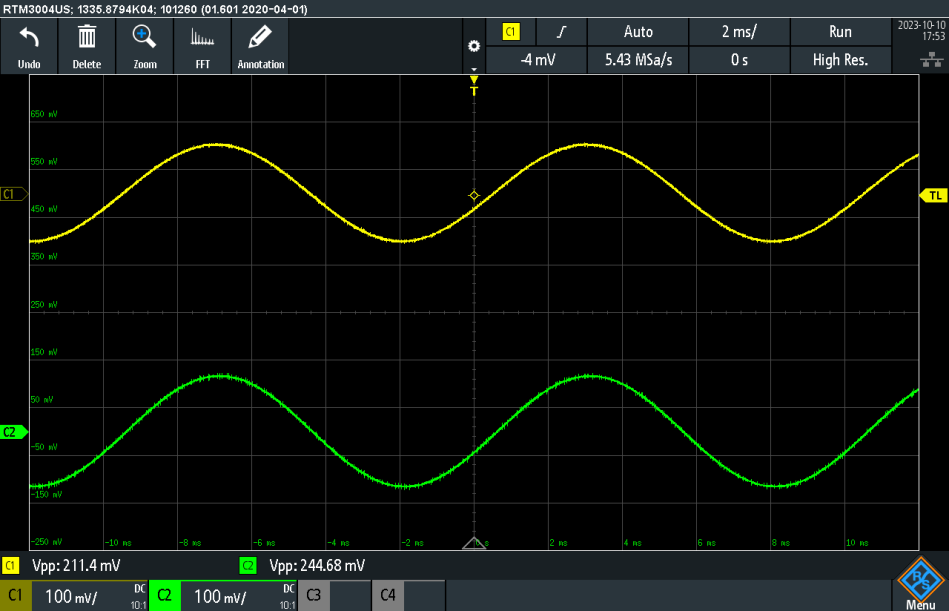 RTM3004US; 1335.8794K04; 101260 (01.601 2020-04-01)
Undo Delete Zoom FFT Annotation
C1 Auto 2 ms/ Run
-4 mV 5.43 MSa/s 0 s High Res.
2023-10-10
17:53
T
650 mV
550 mV
C1
TL
450 mV
350 mV
250 mV
150 mV
50 mV
C2
-50 mV
-150 mV
-250 mV -10 ms -8 ms -6 ms -4 ms -2 ms 0 s 2 ms 4 ms 6 ms 8 ms 10 ms
C1 Vpp: 211.4 mV C2 Vpp: 244.68 mV
C1 100 mV/ DC 10:1 C2 100 mV/ DC 10:1 C3 C4
R/S
Menu